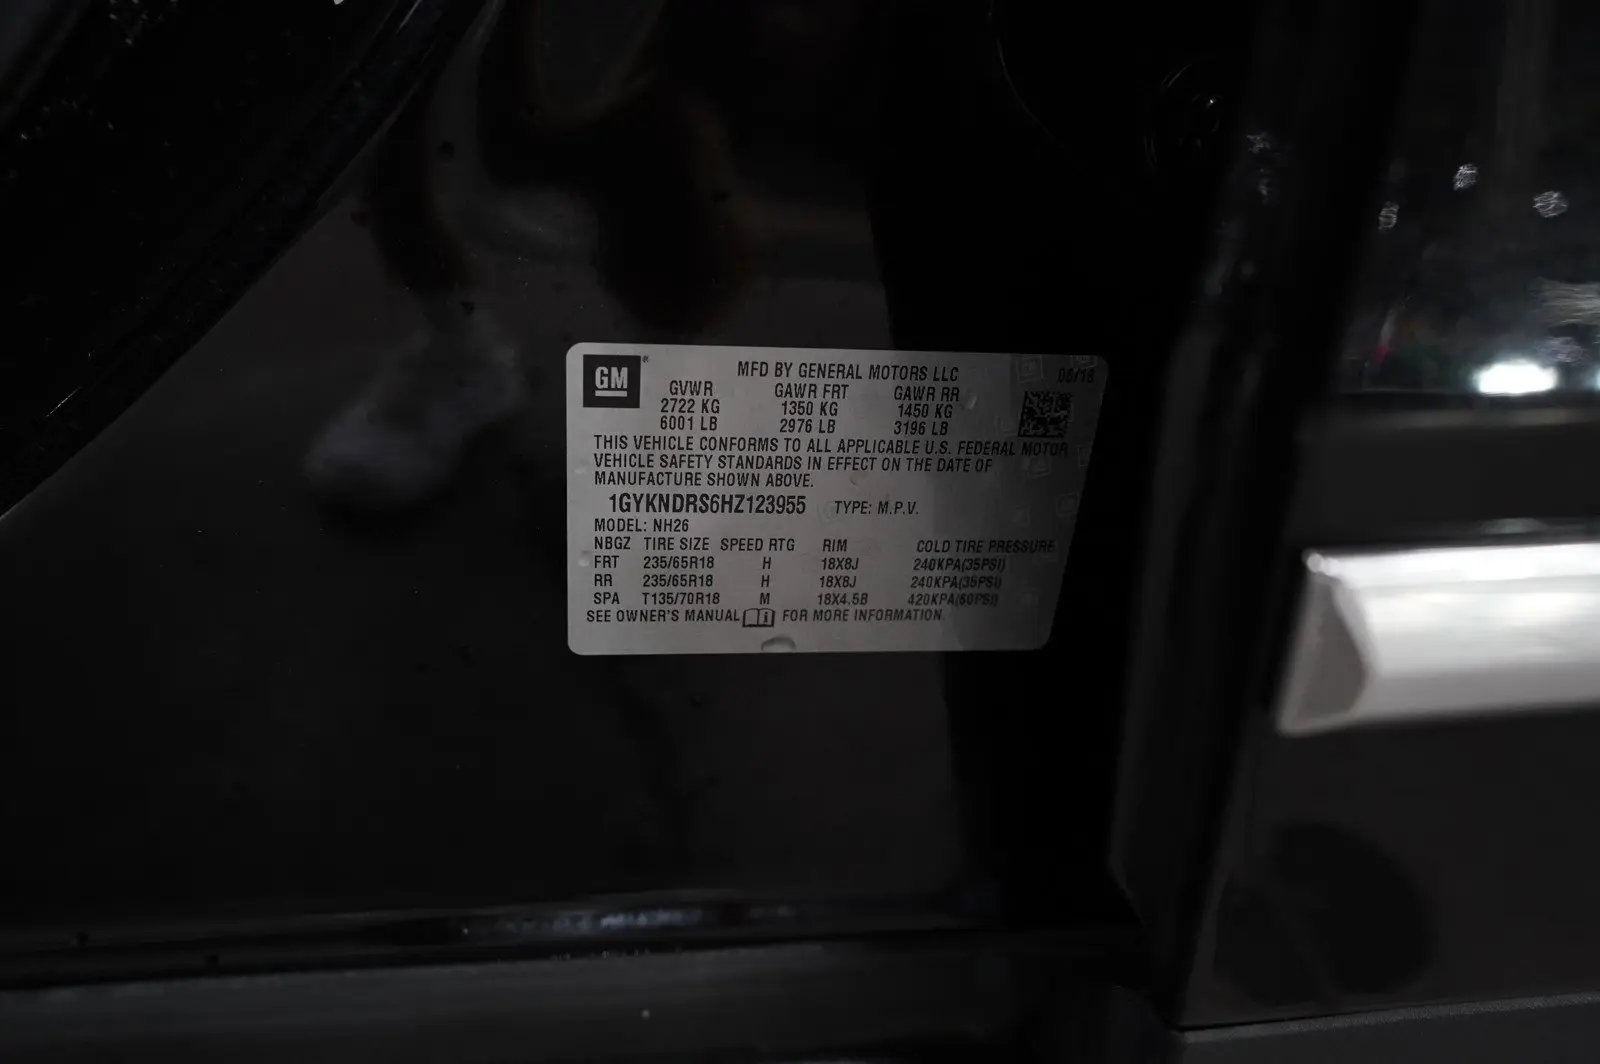 GM
MFD BY GENERAL MOTORS LLC 06/16
GVWR GAWR FRT GAWR RR
2722 KG 1350 KG 1450 KG
6001 LB 2976 LB 3196 LB
THIS VEHICLE CONFORMS TO ALL APPLICABLE U.S. FEDERAL MOTOR
VEHICLE SAFETY STANDARDS IN EFFECT ON THE DATE OF
MANUFACTURE SHOWN ABOVE.
1GYKNDRS6HZ123955 TYPE: M.P.V.
MODEL: NH26
NBGZ TIRE SIZE SPEED RTG RIM COLD TIRE PRESSURE
FRT 235/65R18 H 18X8J 240KPA(35PSI)
RR 235/65R18 H 18X8J 240KPA(35PSI)
SPA T135/70R18 M 18X4.5B 420KPA(60PSI)
SEE OWNER'S MANUAL FOR MORE INFORMATION.